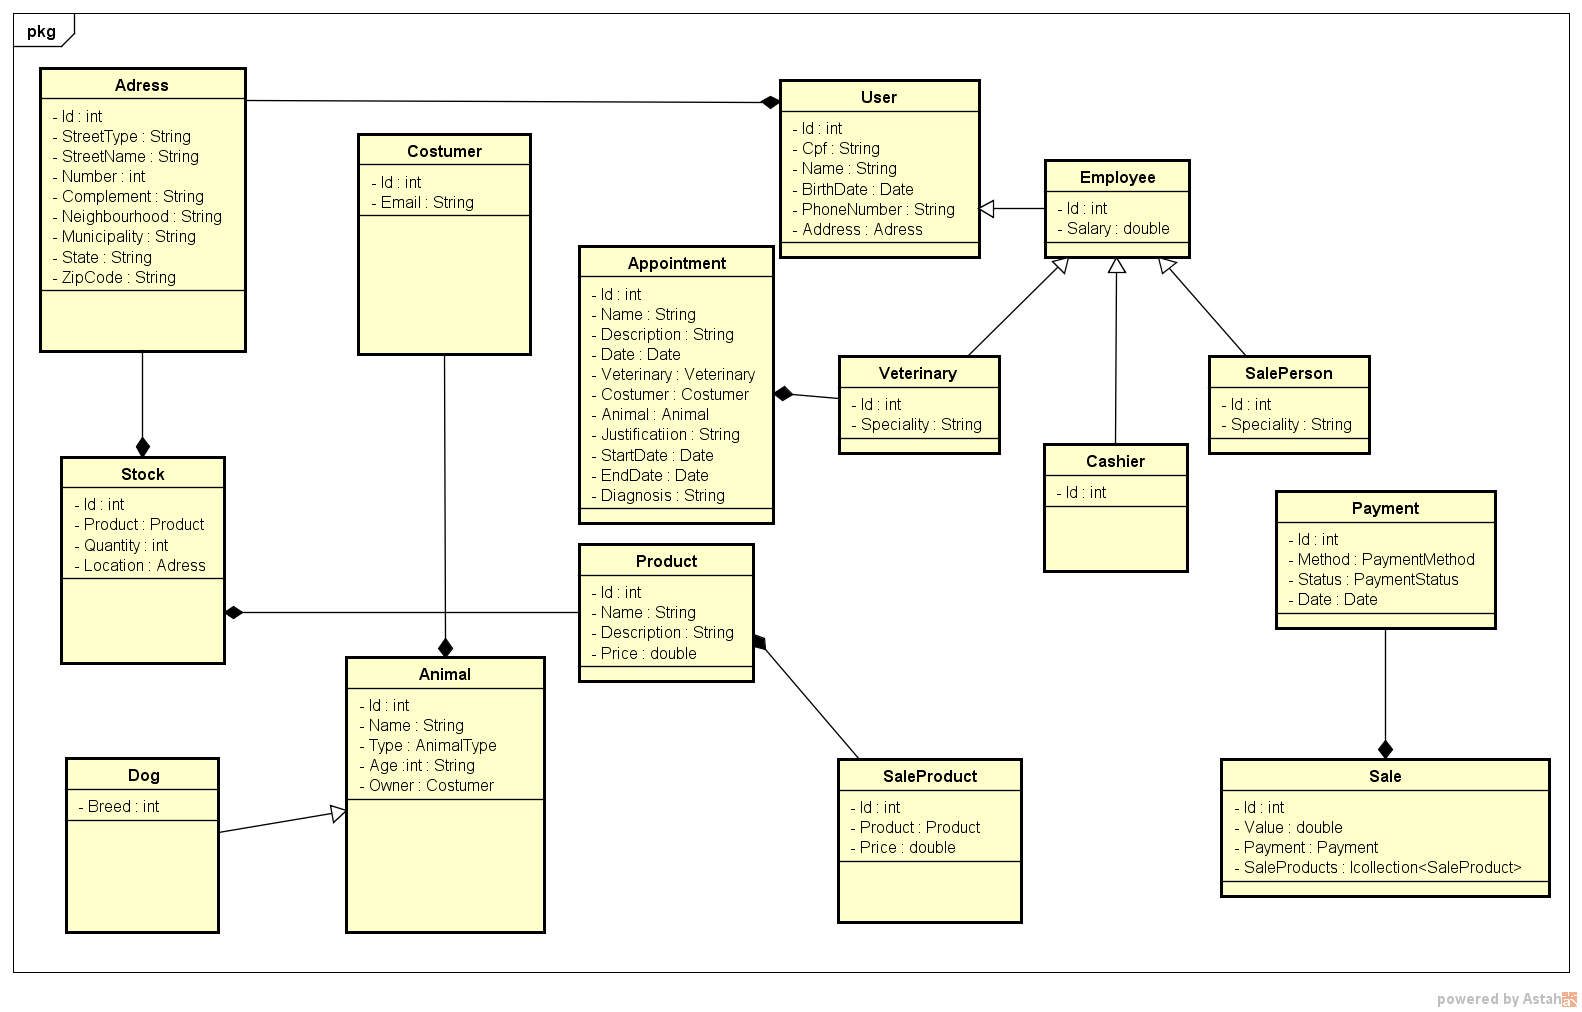 pkg
Adress
- Id : int
- StreetType : String
- StreetName : String
- Number : int
- Complement : String
- Neighbourhood : String
- Municipality : String
- State : String
- ZipCode : String
Costumer
- Id : int
- Email : String
User
- Id : int
- Cpf : String
- Name : String
- BirthDate : Date
- PhoneNumber : String
- Address : Adress
Employee
- Id : int
- Salary : double
Appointment
- Id : int
- Name : String
- Description : String
- Date : Date
- Veterinary : Veterinary
- Costumer : Costumer
- Animal : Animal
- Justificatiion : String
- StartDate : Date
- EndDate : Date
- Diagnosis : String
Veterinary
- Id : int
- Speciality : String
SalePerson
- Id : int
- Speciality : String
Cashier
- Id : int
Stock
- Id : int
- Product : Product
- Quantity : int
- Location : Adress
Product
- Id : int
- Name : String
- Description : String
- Price : double
Payment
- Id : int
- Method : PaymentMethod
- Status : PaymentStatus
- Date : Date
Animal
- Id : int
- Name : String
- Type : AnimalType
- Age :int : String
- Owner : Costumer
Dog
- Breed : int
SaleProduct
- Id : int
- Product : Product
- Price : double
Sale
- Id : int
- Value : double
- Payment : Payment
- SaleProducts : Icollection<SaleProduct>
powered by Astah